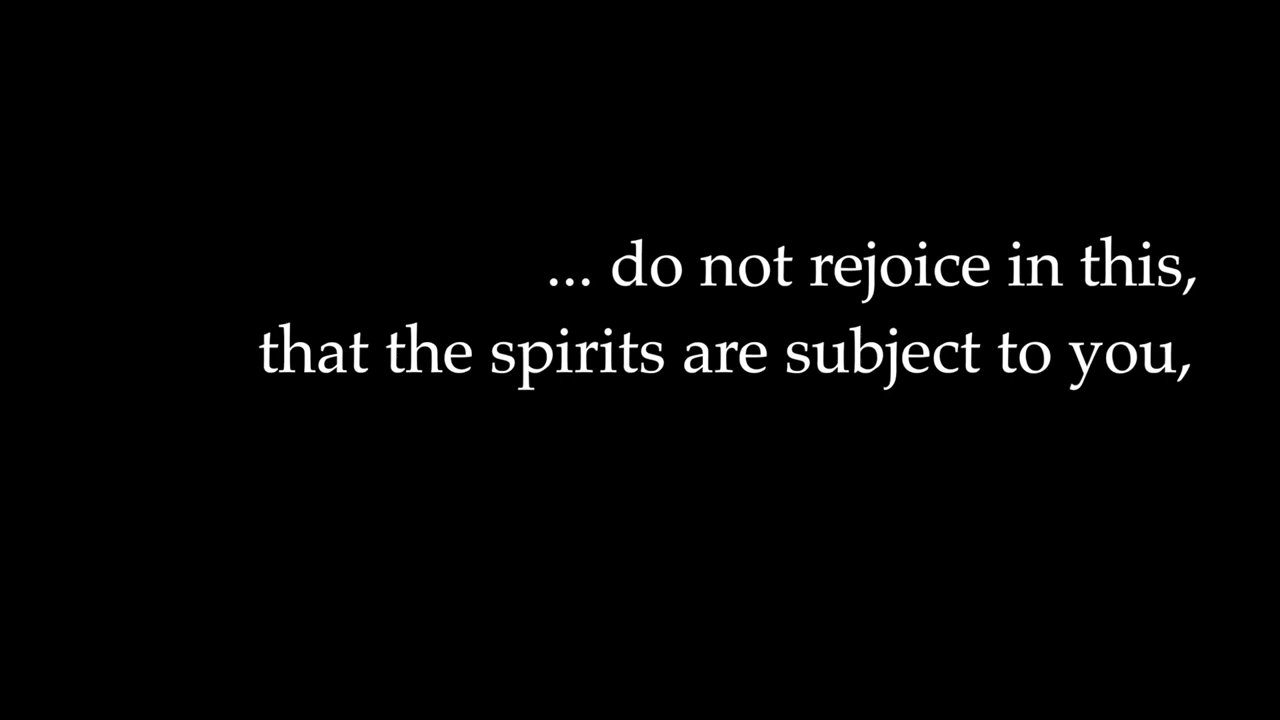 ... do not rejoice in this,
that the spirits are subject to you,